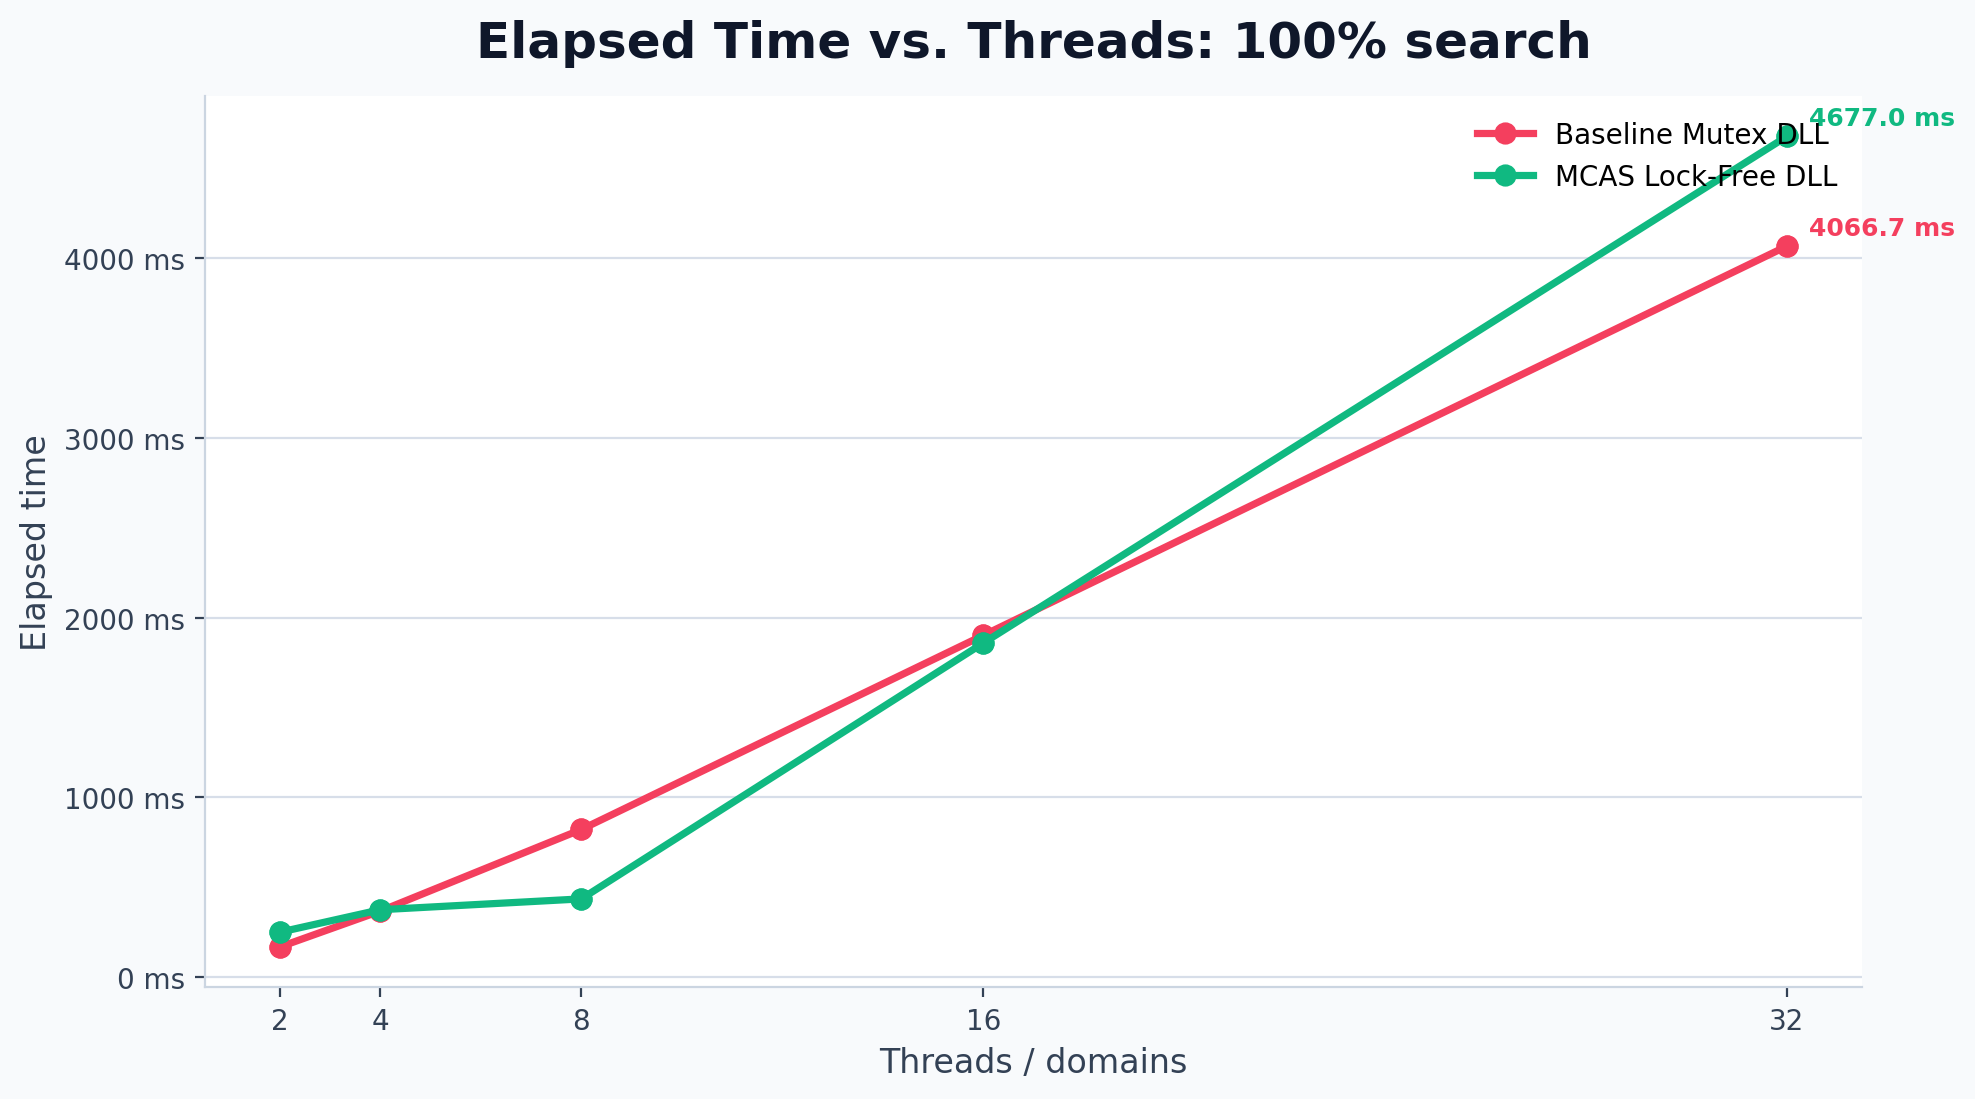 Elapsed Time vs. Threads: 100% search
4677.0 ms
Baseline Mutex DLL
MCAS Lock-Free DLL
4066.7 ms
4000 ms
3000 ms
2000 ms
1000 ms
0 ms
Elapsed time
2 4 8 16 32
Threads / domains